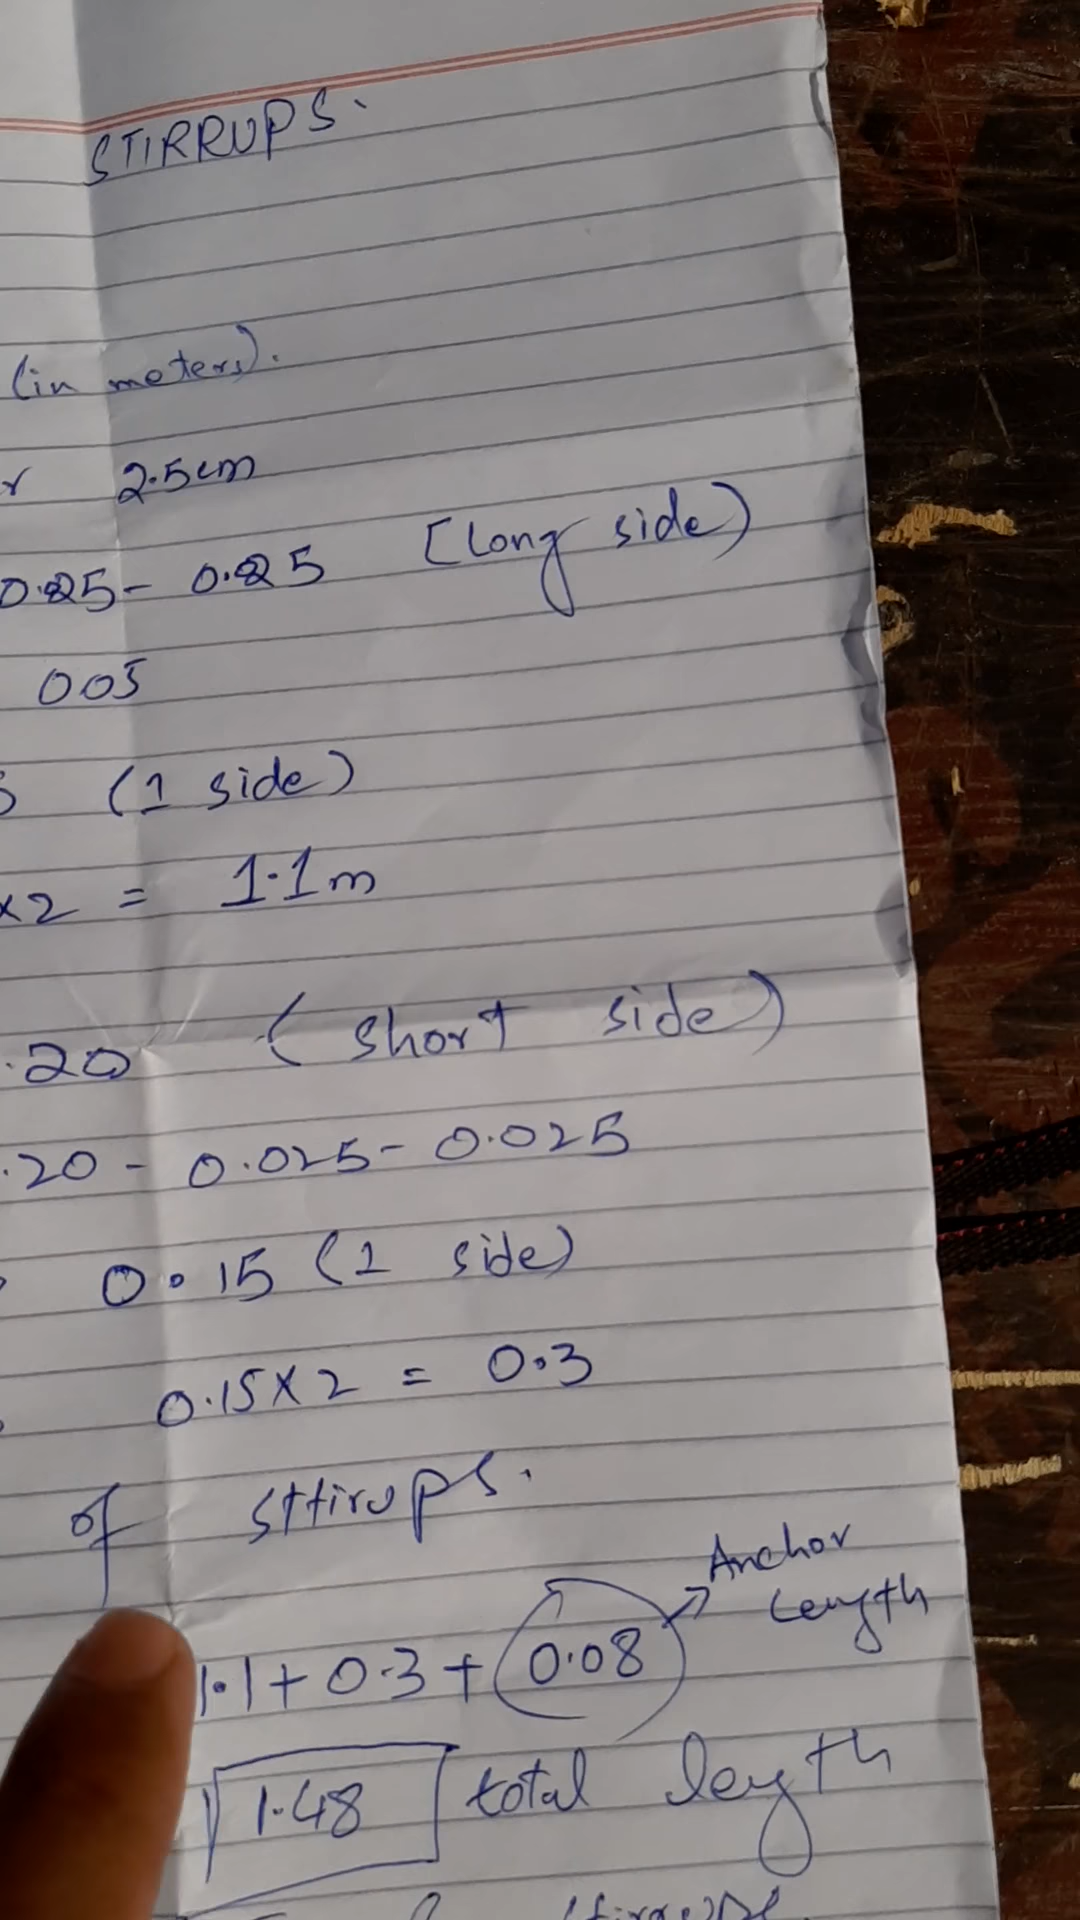 STIRRUPS.
(in meters).
r 2.5cm
0.25 - 0.25 [Long side)
005
(1 side)
x2 = 1.1m
.20 (short side)
.20 - 0.025 - 0.025
0.15 (1 side)
0.15 X 2 = 0.3
of sttirups.
Anchor
Length
1.1 + 0.3 + 0.08
1.48 total length